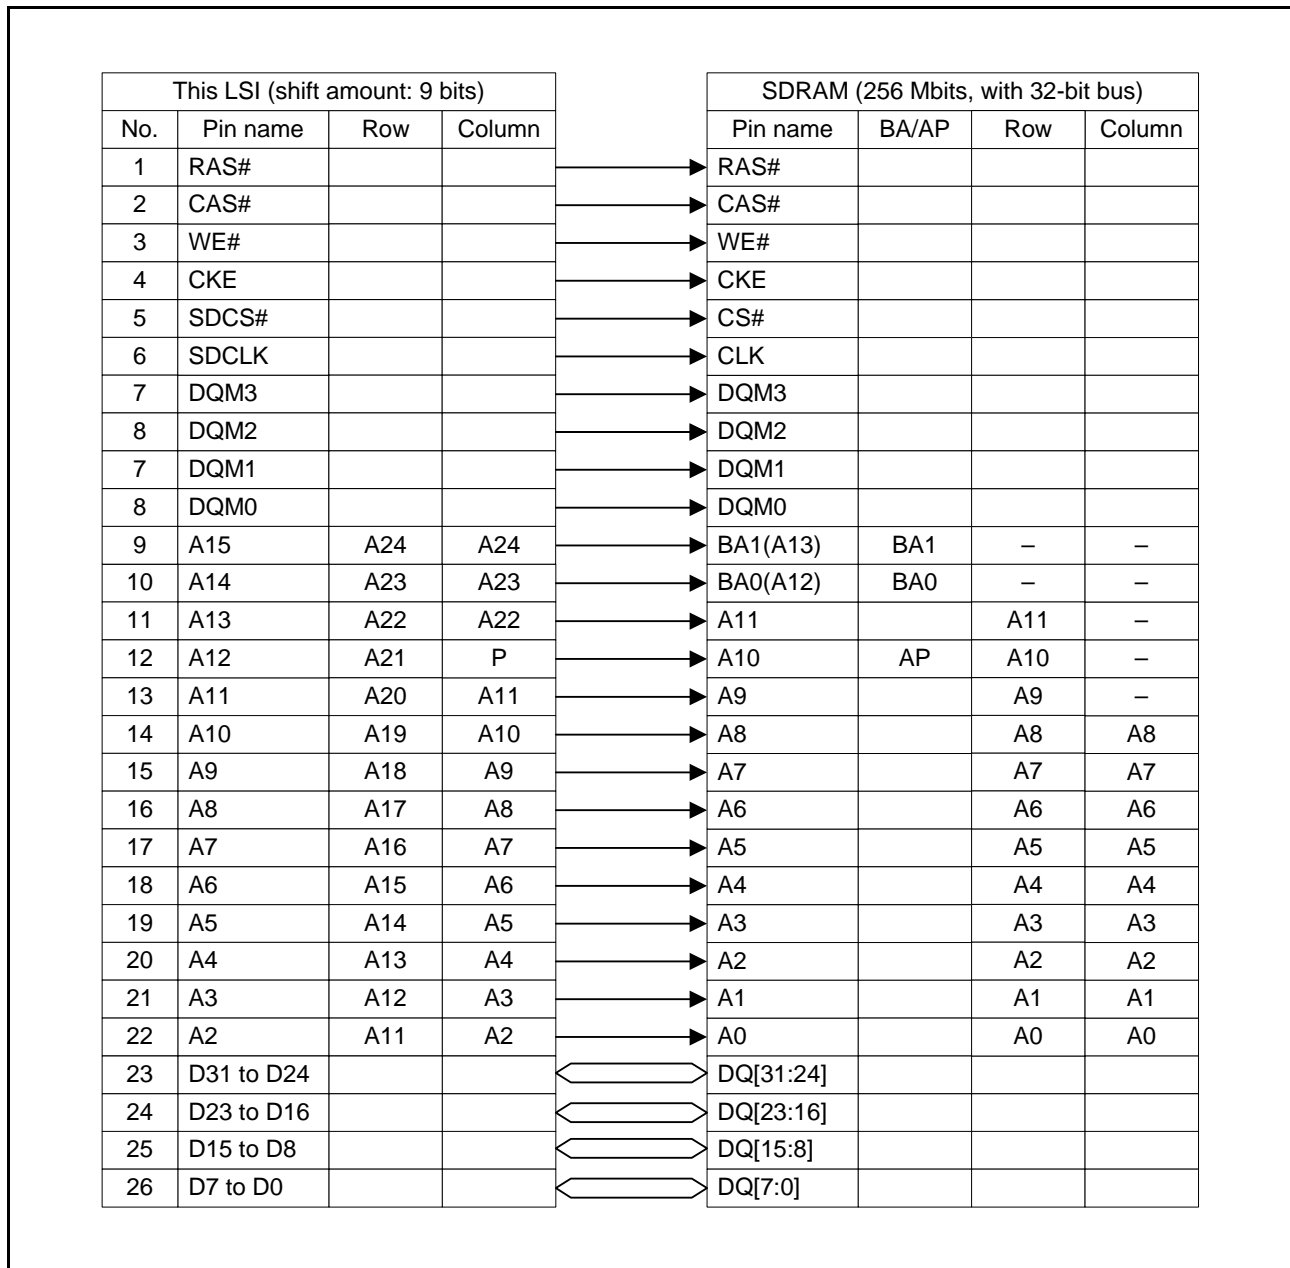 This LSI (shift amount: 9 bits) SDRAM (256 Mbits, with 32-bit bus)
No. Pin name Row Column Pin name BA/AP Row Column
1 RAS# RAS#
2 CAS# CAS#
3 WE# WE#
4 CKE CKE
5 SDCS# CS#
6 SDCLK CLK
7 DQM3 DQM3
8 DQM2 DQM2
7 DQM1 DQM1
8 DQM0 DQM0
9 A15 A24 A24 BA1(A13) BA1 – –
10 A14 A23 A23 BA0(A12) BA0 – –
11 A13 A22 A22 A11 A11 –
12 A12 A21 P A10 AP A10 –
13 A11 A20 A11 A9 A9 –
14 A10 A19 A10 A8 A8 A8
15 A9 A18 A9 A7 A7 A7
16 A8 A17 A8 A6 A6 A6
17 A7 A16 A7 A5 A5 A5
18 A6 A15 A6 A4 A4 A4
19 A5 A14 A5 A3 A3 A3
20 A4 A13 A4 A2 A2 A2
21 A3 A12 A3 A1 A1 A1
22 A2 A11 A2 A0 A0 A0
23 D31 to D24 DQ[31:24]
24 D23 to D16 DQ[23:16]
25 D15 to D8 DQ[15:8]
26 D7 to D0 DQ[7:0]